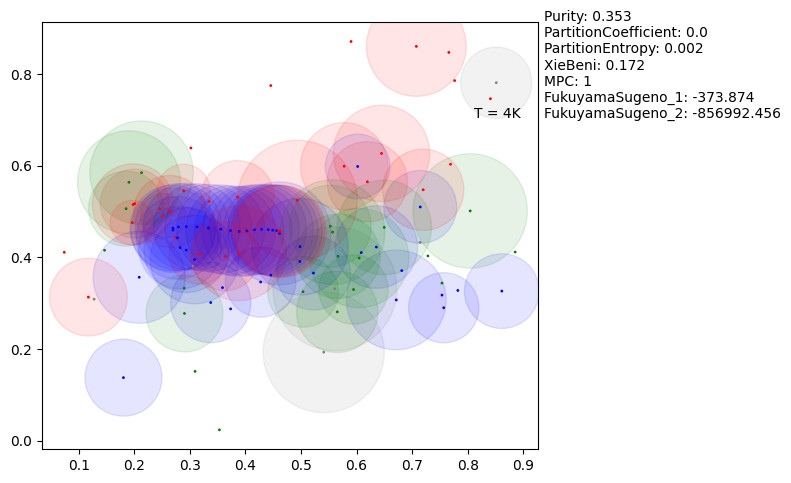 Purity: 0.353
PartitionCoefficient: 0.0
PartitionEntropy: 0.002
XieBeni: 0.172
MPC: 1
FukuyamaSugeno_1: -373.874
FukuyamaSugeno_2: -856992.456
T = 4K
0.8
0.6
0.4
0.2
0.0
0.1 0.2 0.3 0.4 0.5 0.6 0.7 0.8 0.9